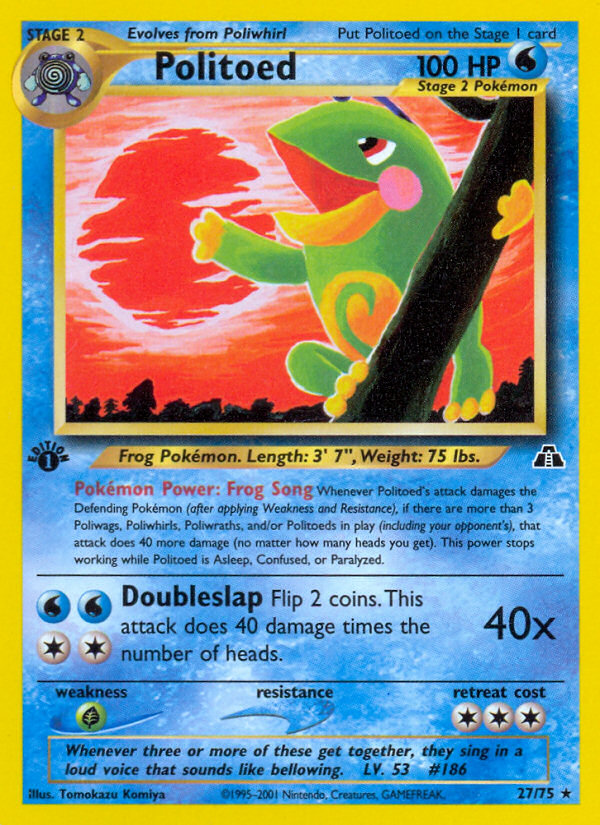 STAGE 2 Evolves from Poliwhirl Put Politoed on the Stage 1 card
Politoed 100 HP
Stage 2 Pokémon
EDITION 1
Frog Pokémon. Length: 3' 7", Weight: 75 lbs.
Pokémon Power: Frog Song Whenever Politoed's attack damages the
Defending Pokémon (after applying Weakness and Resistance), if there are more than 3
Poliwags, Poliwhirls, Poliwraths, and/or Politoeds in play (including your opponent's), that
attack does 40 more damage (no matter how many heads you get). This power stops
working while Politoed is Asleep, Confused, or Paralyzed.
Doubleslap Flip 2 coins. This
attack does 40 damage times the
number of heads.
40x
weakness resistance retreat cost
Whenever three or more of these get together, they sing in a
loud voice that sounds like bellowing. LV. 53 #186
Illus. Tomokazu Komiya ©1995-2001 Nintendo, Creatures, GAMEFREAK. 27/75 ★